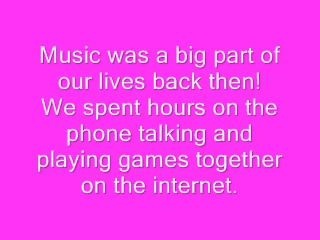 Music was a big part of
our lives back then!
We spent hours on the
phone talking and
playing games together
on the internet.